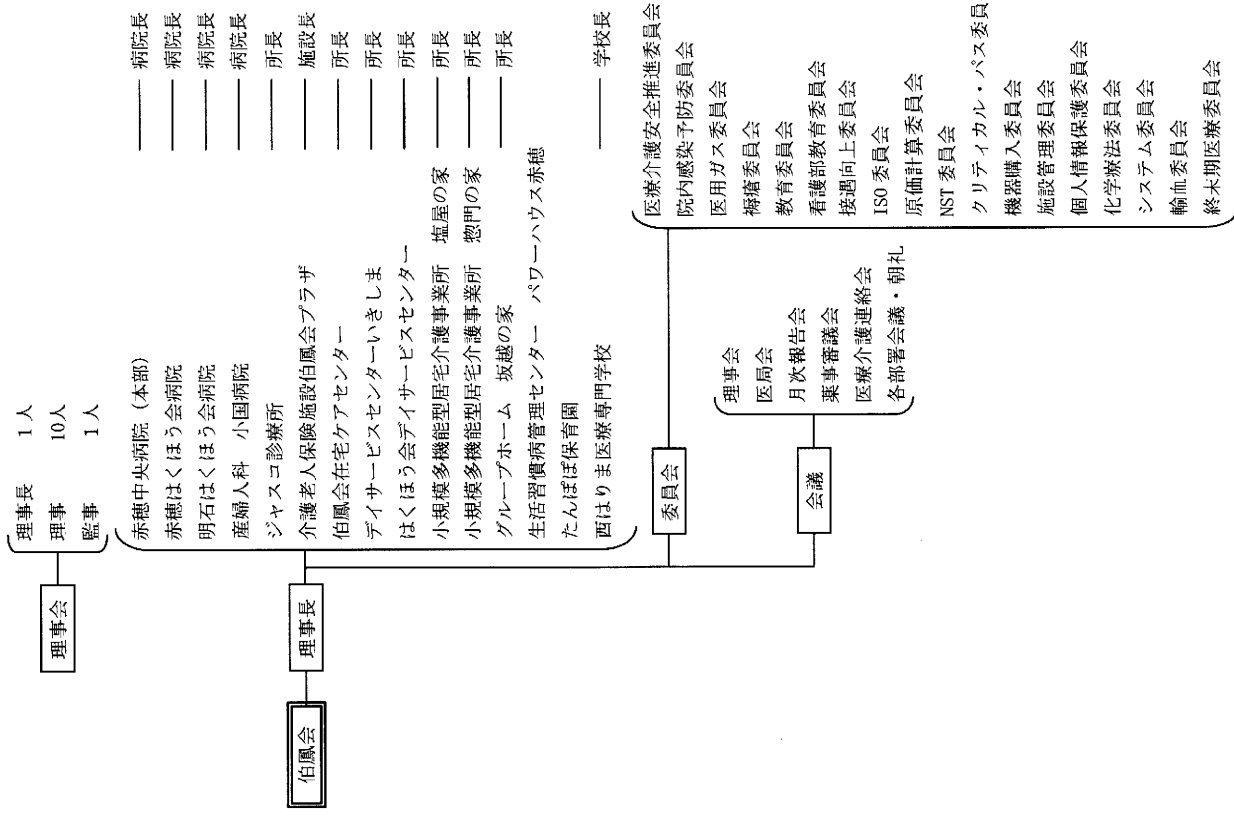 理事会
理事長 1人
理事 10人
監事 1人
伯鳳会
理事長
赤穂中央病院（本部） 病院長
赤穂はくほう会病院 病院長
明石はくほう会病院 病院長
産婦人科 小国病院 病院長
ジャスコ診療所 所長
介護老人保険施設伯鳳会プラザ 施設長
伯鳳会在宅ケアセンター 所長
デイサービスセンターいきしま 所長
はくほう会デイサービスセンター 所長
小規模多機能型居宅介護事業所 塩屋の家 所長
小規模多機能型居宅介護事業所 惣門の家 所長
グループホーム 坂越の家 所長
生活習慣病管理センター パワーハウス赤穂
たんぽぽ保育園
西はりま医療専門学校 学校長
委員会
医療介護安全推進委員会
院内感染予防委員会
医用ガス委員会
褥瘡委員会
教育委員会
看護部教育委員会
接遇向上委員会
ISO 委員会
原価計算委員会
NST 委員会
クリティカル・パス委員
機器購入委員会
施設管理委員会
個人情報保護委員会
化学療法委員会
システム委員会
輸血委員会
終末期医療委員会
会議
理事会
医局会
月次報告会
薬事審議会
医療介護連絡会
各部署会議・朝礼